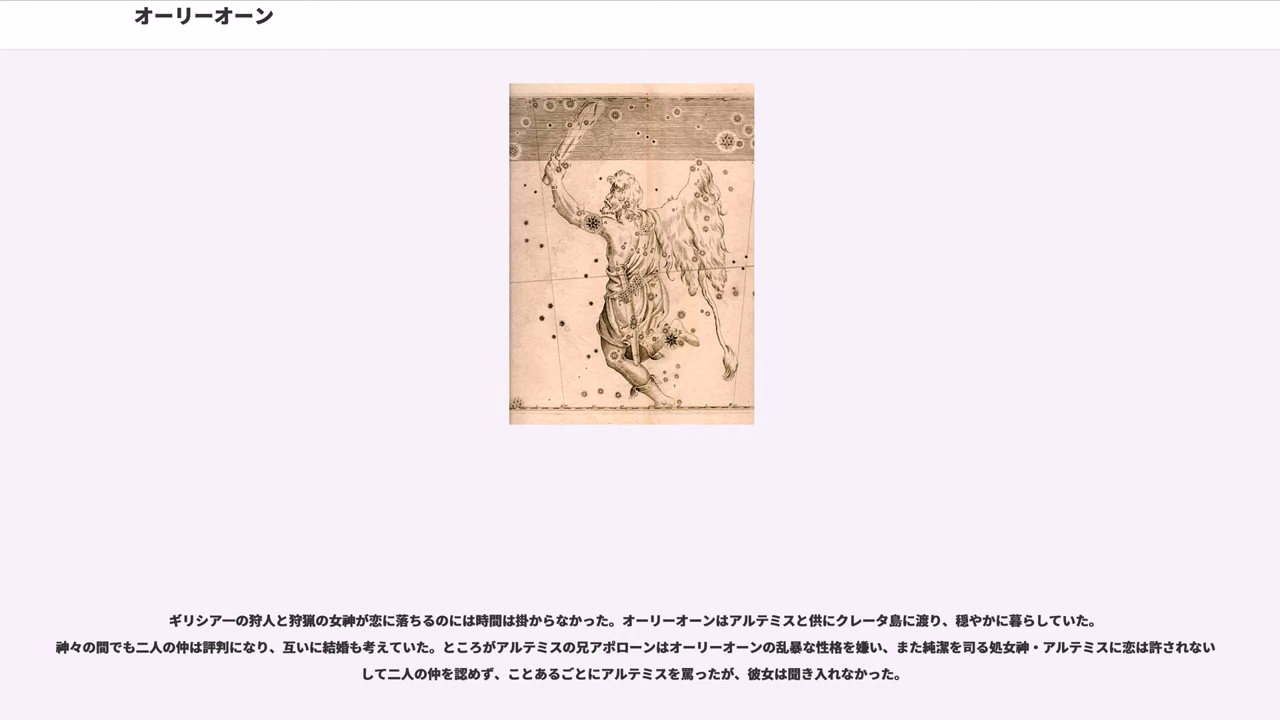 オーリーオーン
ギリシア一の狩人と狩猟の女神が恋に落ちるのには時間は掛からなかった。オーリーオーンはアルテミスと供にクレータ島に渡り、穏やかに暮らしていた。
神々の間でも二人の仲は評判になり、互いに結婚も考えていた。ところがアルテミスの兄アポローンはオーリーオーンの乱暴な性格を嫌い、また純潔を司る処女神・アルテミスに恋は許されない
して二人の仲を認めず、ことあるごとにアルテミスを罵ったが、彼女は聞き入れなかった。